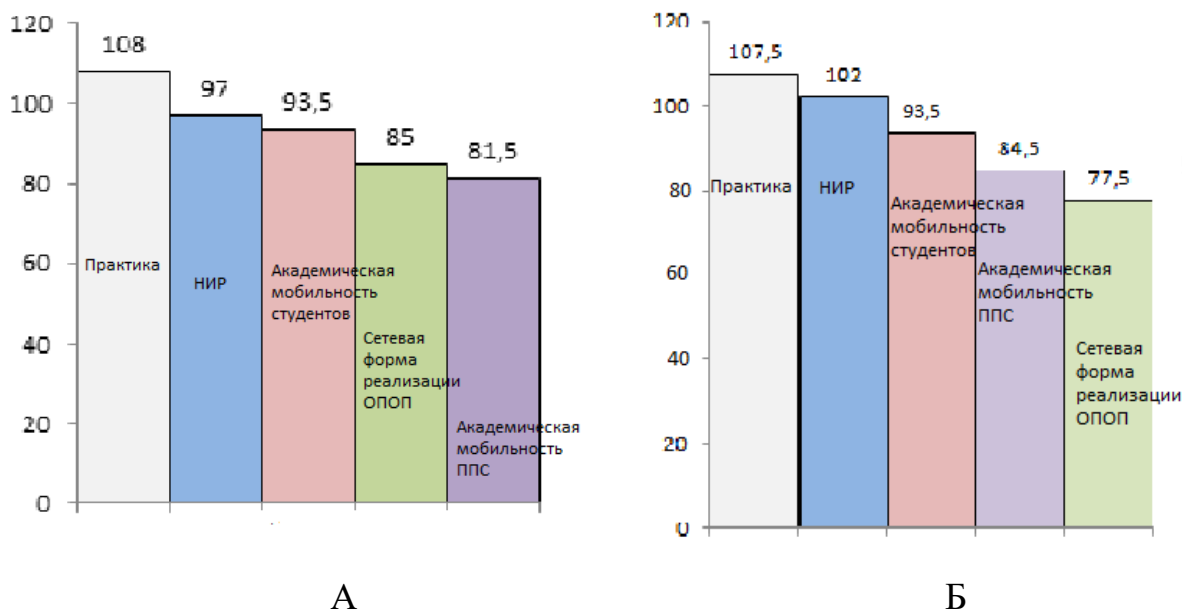 120
108
100
97
93,5
85
81,5
80
60
40
20
0
Практика
НИР
Академическая
мобильность
студентов
Сетевая
форма
реализации
ОПОП
Академическая
мобильность
ППС
А
120
107,5
102
100
93,5
84,5
77,5
80
60
40
20
0
Практика
НИР
Академическая
мобильность
студентов
Академическая
мобильность
ППС
Сетевая
форма
реализации
ОПОП
Б